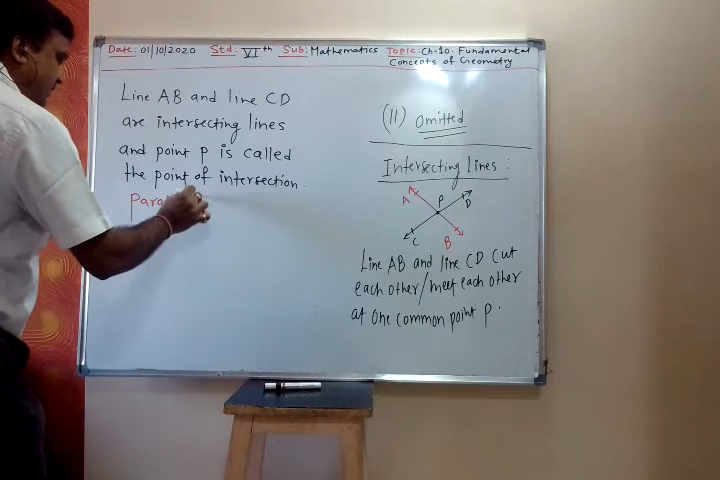 Date: 01/10/2020 Std: VIth Sub: Mathematics Topic: Ch-10. Fundamental
Concepts of Geometry
Line AB and line CD
are intersecting lines
and point P is called
the point of intersection.
Para
(11) Omitted
Intersecting lines:
A P D
C B
Line AB and line CD cut
each other/meet each other
at one common point P.